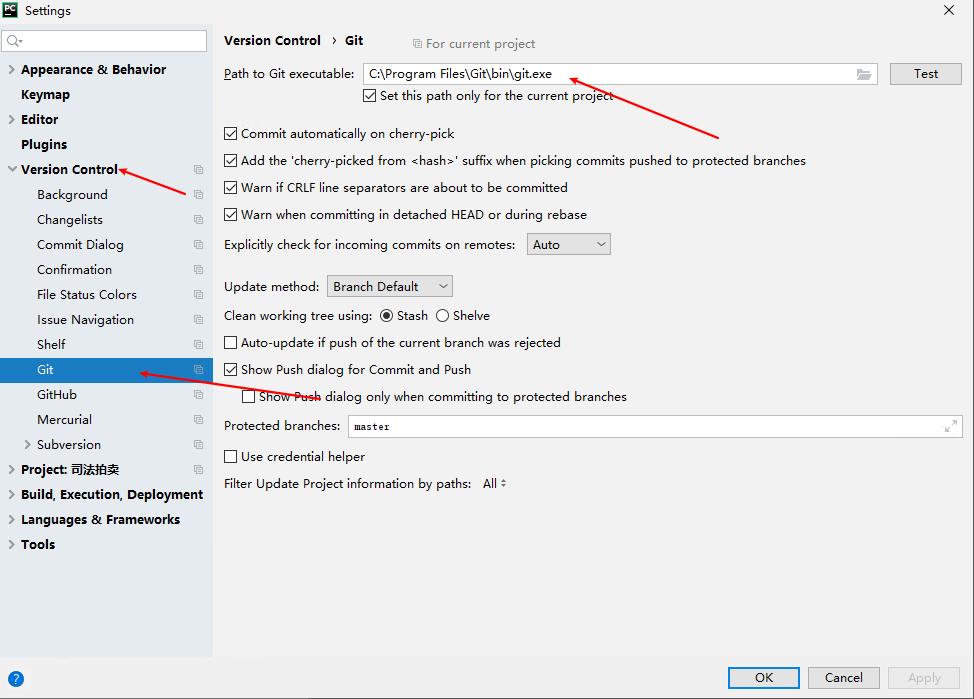 PC Settings
Version Control › Git For current project
Appearance & Behavior
Keymap
Editor
Plugins
Version Control
Background
Changelists
Commit Dialog
Confirmation
File Status Colors
Issue Navigation
Shelf
Git
GitHub
Mercurial
Subversion
Project: 司法拍卖
Build, Execution, Deployment
Languages & Frameworks
Tools
Path to Git executable: C:\Program Files\Git\bin\git.exe Test
Set this path only for the current project
Commit automatically on cherry-pick
Add the 'cherry-picked from <hash>' suffix when picking commits pushed to protected branches
Warn if CRLF line separators are about to be committed
Warn when committing in detached HEAD or during rebase
Explicitly check for incoming commits on remotes: Auto
Update method: Branch Default
Clean working tree using: Stash Shelve
Auto-update if push of the current branch was rejected
Show Push dialog for Commit and Push
Show Push dialog only when committing to protected branches
Protected branches: master
Use credential helper
Filter Update Project information by paths: All
? OK Cancel Apply